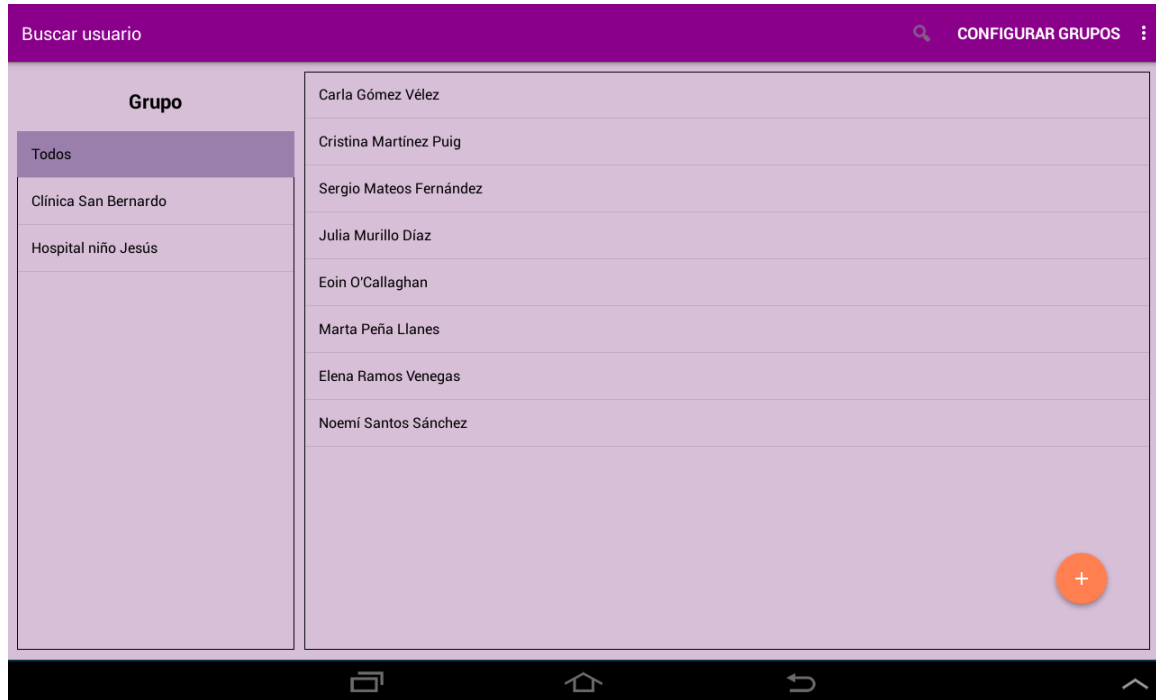 Buscar usuario
CONFIGURAR GRUPOS
Grupo
Todos
Clínica San Bernardo
Hospital niño Jesús
Carla Gómez Vélez
Cristina Martínez Puig
Sergio Mateos Fernández
Julia Murillo Díaz
Eoin O'Callaghan
Marta Peña Llanes
Elena Ramos Venegas
Noemí Santos Sánchez
+